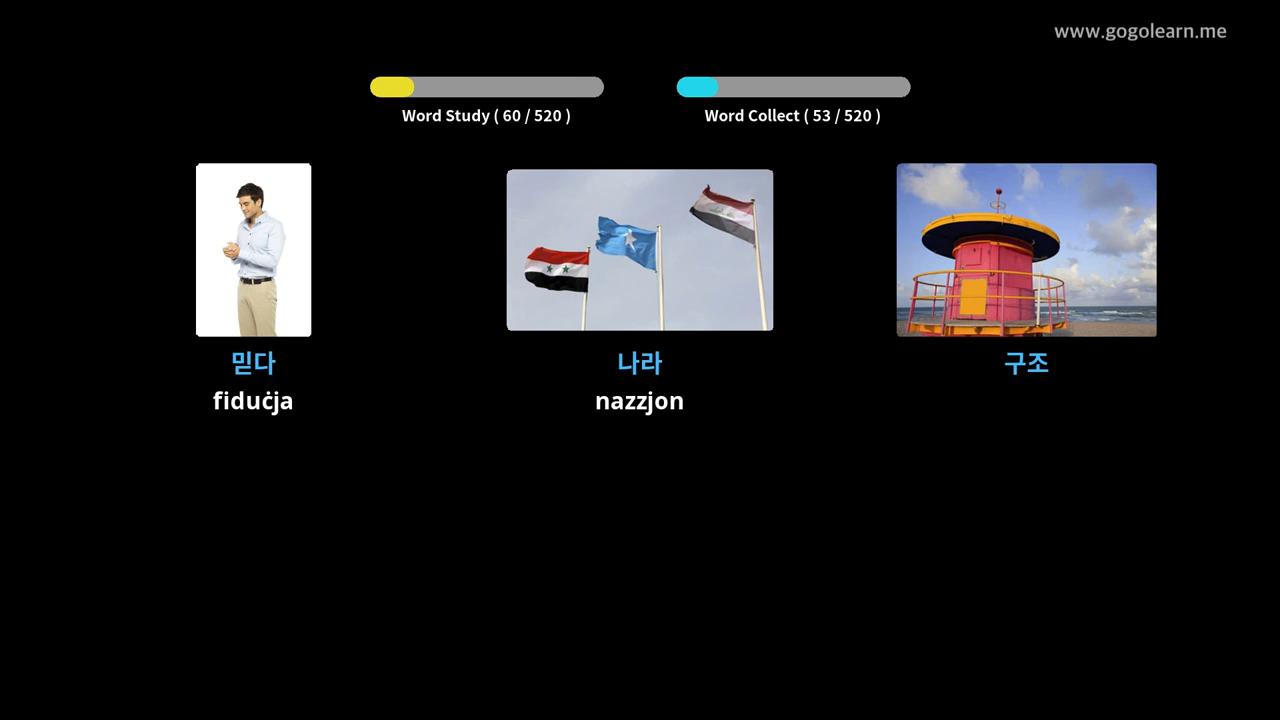 www.gogolearn.me
Word Study ( 60 / 520 )
Word Collect ( 53 / 520 )
믿다
fiduċja
나라
nazzjon
구조